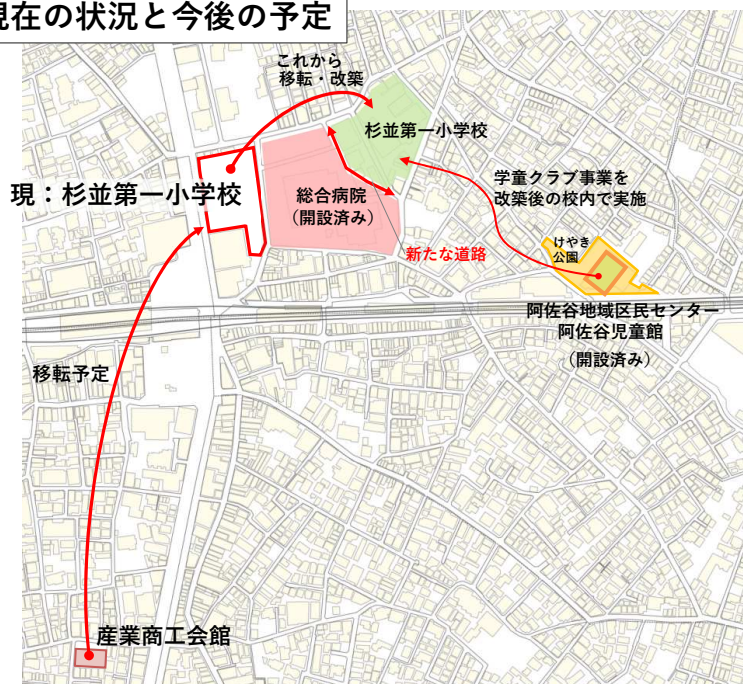 現在の状況と今後の予定
これから
移転・改築
杉並第一小学校
現：杉並第一小学校
総合病院
（開設済み）
学童クラブ事業を
改築後の校内で実施
新たな道路
けやき
公園
阿佐谷地域区民センター
阿佐谷児童館
（開設済み）
移転予定
産業商工会館